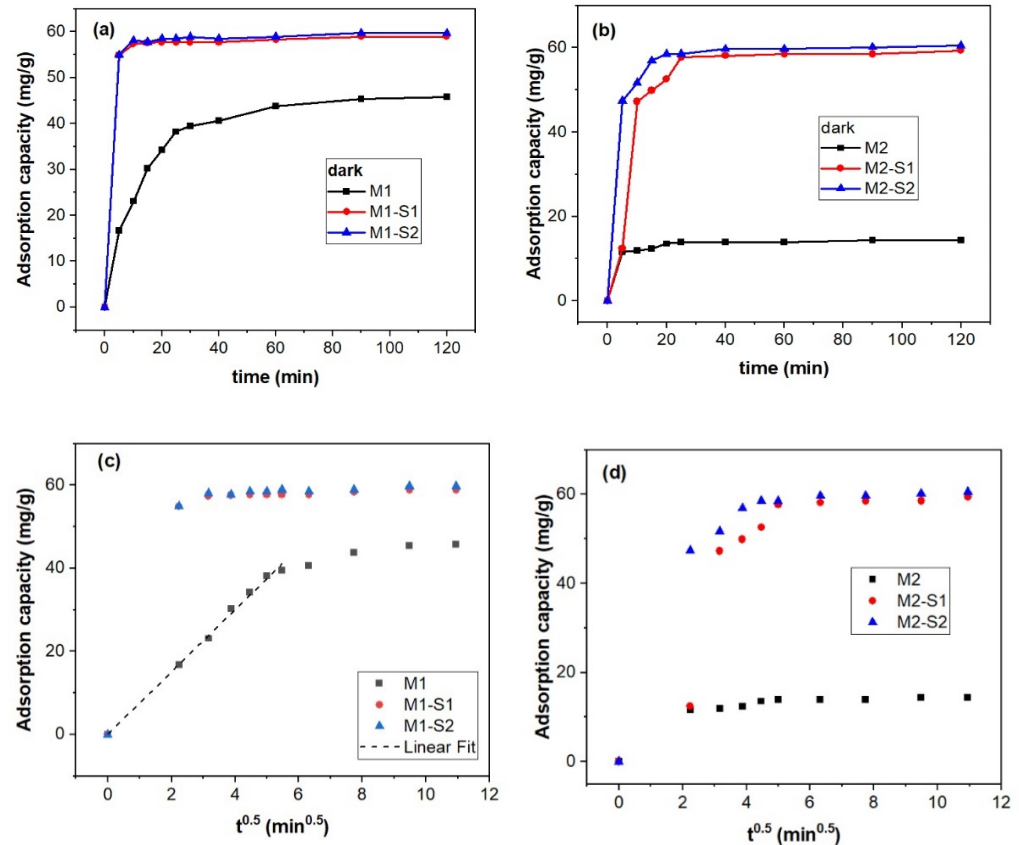 (a)
Adsorption capacity (mg/g)
60
50
40
30
20
10
0
dark
M1
M1-S1
M1-S2
0 20 40 60 80 100 120
time (min)
(b)
Adsorption capacity (mg/g)
60
40
20
0
dark
M2
M2-S1
M2-S2
0 20 40 60 80 100 120
time (min)
(c)
Adsorption capacity (mg/g)
60
40
20
0
M1
M1-S1
M1-S2
Linear Fit
0 2 4 6 8 10 12
t^0.5 (min^0.5)
(d)
Adsorption capacity (mg/g)
60
40
20
0
M2
M2-S1
M2-S2
0 2 4 6 8 10 12
t^0.5 (min^0.5)